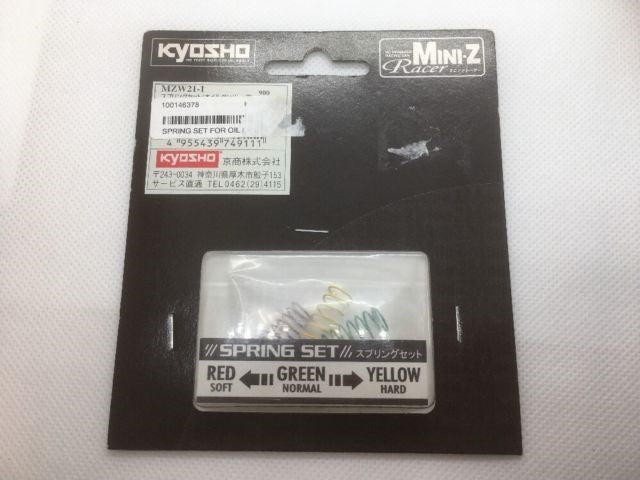 KYOSHO
MINI-Z
Racer
MZW21-1
900
100146378
SPRING SET FOR OIL
4 955439 749111
KYOSHO 京商株式会社
〒243-0034 神奈川県厚木市船子153
サービス直通 TEL0462(29)4115
SPRING SET スプリングセット
RED GREEN YELLOW
SOFT NORMAL HARD